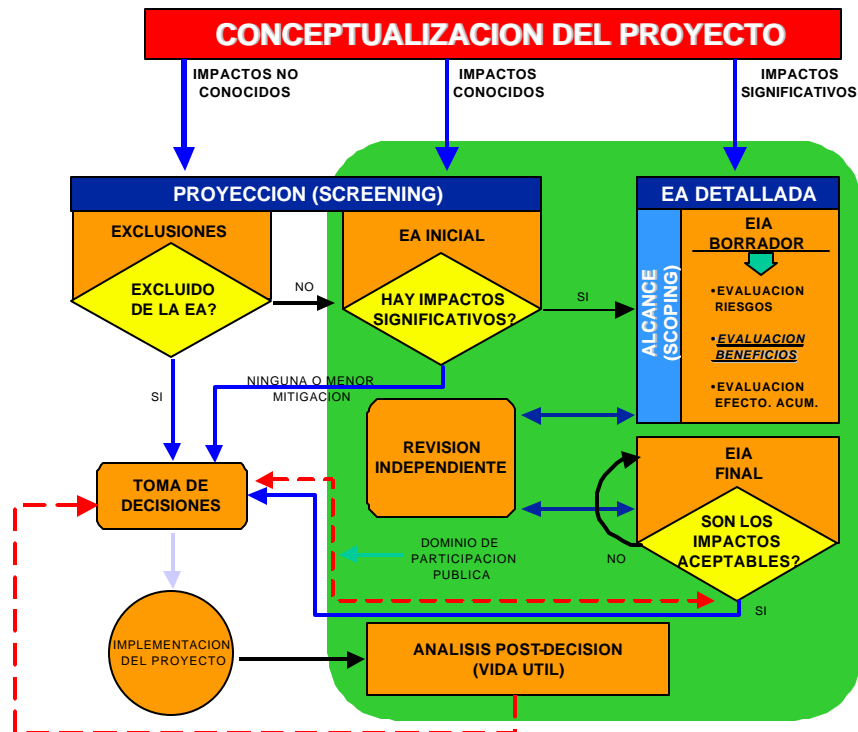 CONCEPTUALIZACION DEL PROYECTO
IMPACTOS NO
CONOCIDOS
IMPACTOS
CONOCIDOS
IMPACTOS
SIGNIFICATIVOS
PROYECCION (SCREENING)
EA DETALLADA
EXCLUSIONES
EXCLUIDO
DE LA EA?
NO
EA INICIAL
HAY IMPACTOS
SIGNIFICATIVOS?
SI
ALCANCE
(SCOPING)
EIA
BORRADOR
•EVALUACION
RIESGOS
•EVALUACION
BENEFICIOS
•EVALUACION
EFECTO. ACUM.
SI
NINGUNA O MENOR
MITIGACION
REVISION
INDEPENDIENTE
EIA
FINAL
TOMA DE
DECISIONES
SON LOS
IMPACTOS
ACEPTABLES?
DOMINIO DE
PARTICIPACION
PUBLICA
NO
SI
IMPLEMENTACION
DEL PROYECTO
ANALISIS POST-DECISION
(VIDA UTIL)